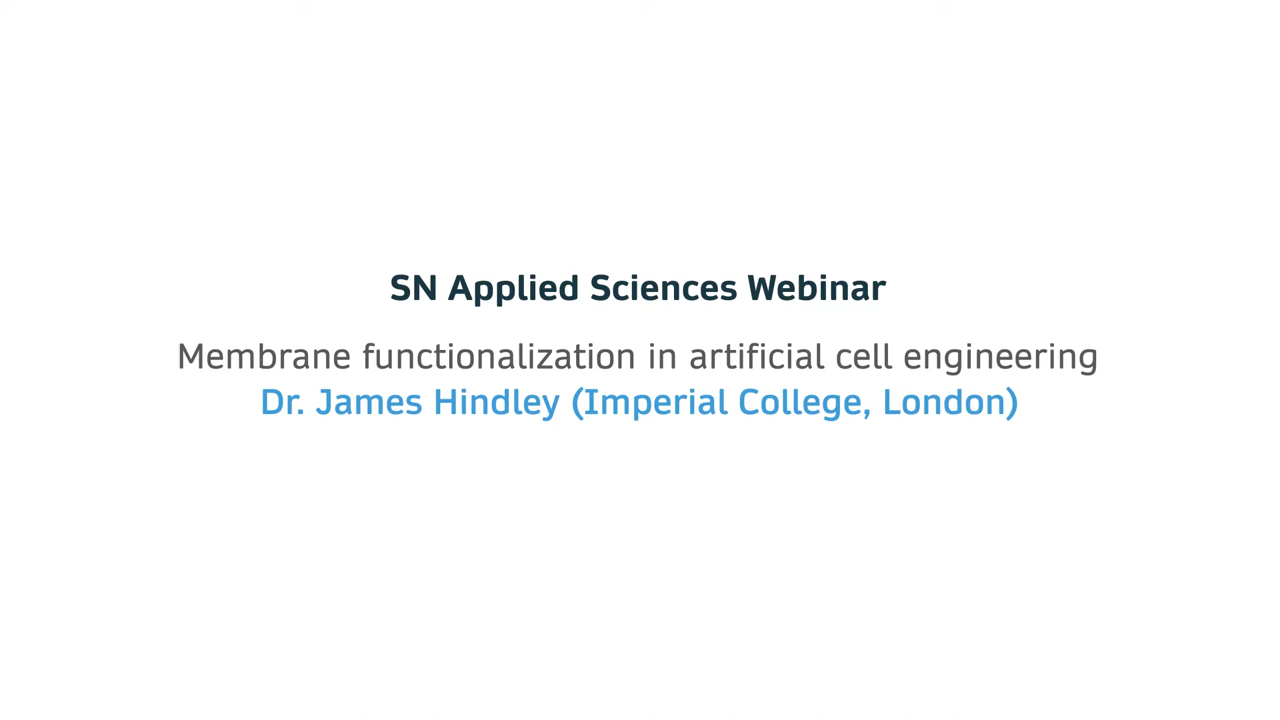 SN Applied Sciences Webinar
Membrane functionalization in artificial cell engineering
Dr. James Hindley (Imperial College, London)